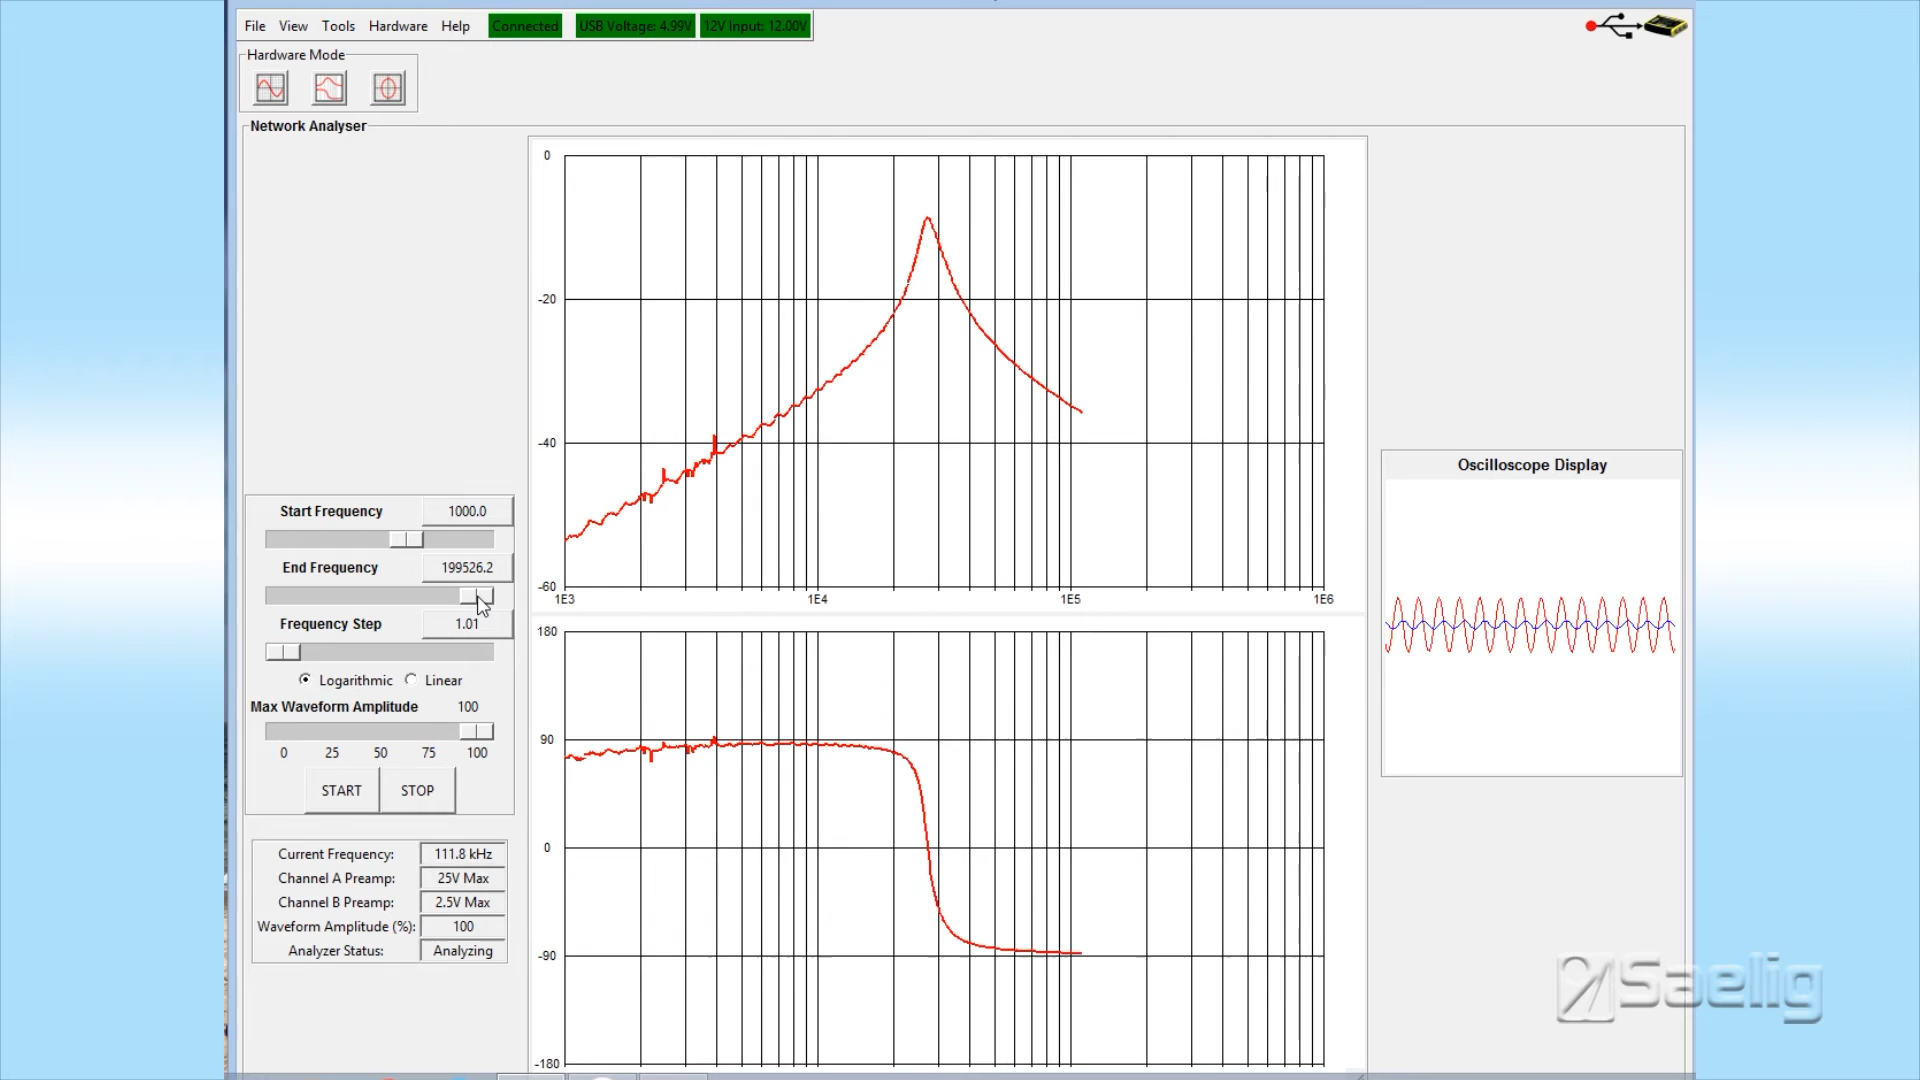 File View Tools Hardware Help Connected USB Voltage: 4.99V 12V Input: 12.00V
Hardware Mode
Network Analyser
0
-20
-40
-60
1E3 1E4 1E5 1E6
180
90
0
-90
-180
Start Frequency 1000.0
End Frequency 199526.2
Frequency Step 1.01
Logarithmic Linear
Max Waveform Amplitude 100
0 25 50 75 100
START STOP
Current Frequency: 111.8 kHz
Channel A Preamp: 25V Max
Channel B Preamp: 2.5V Max
Waveform Amplitude (%): 100
Analyzer Status: Analyzing
Oscilloscope Display
Saelig